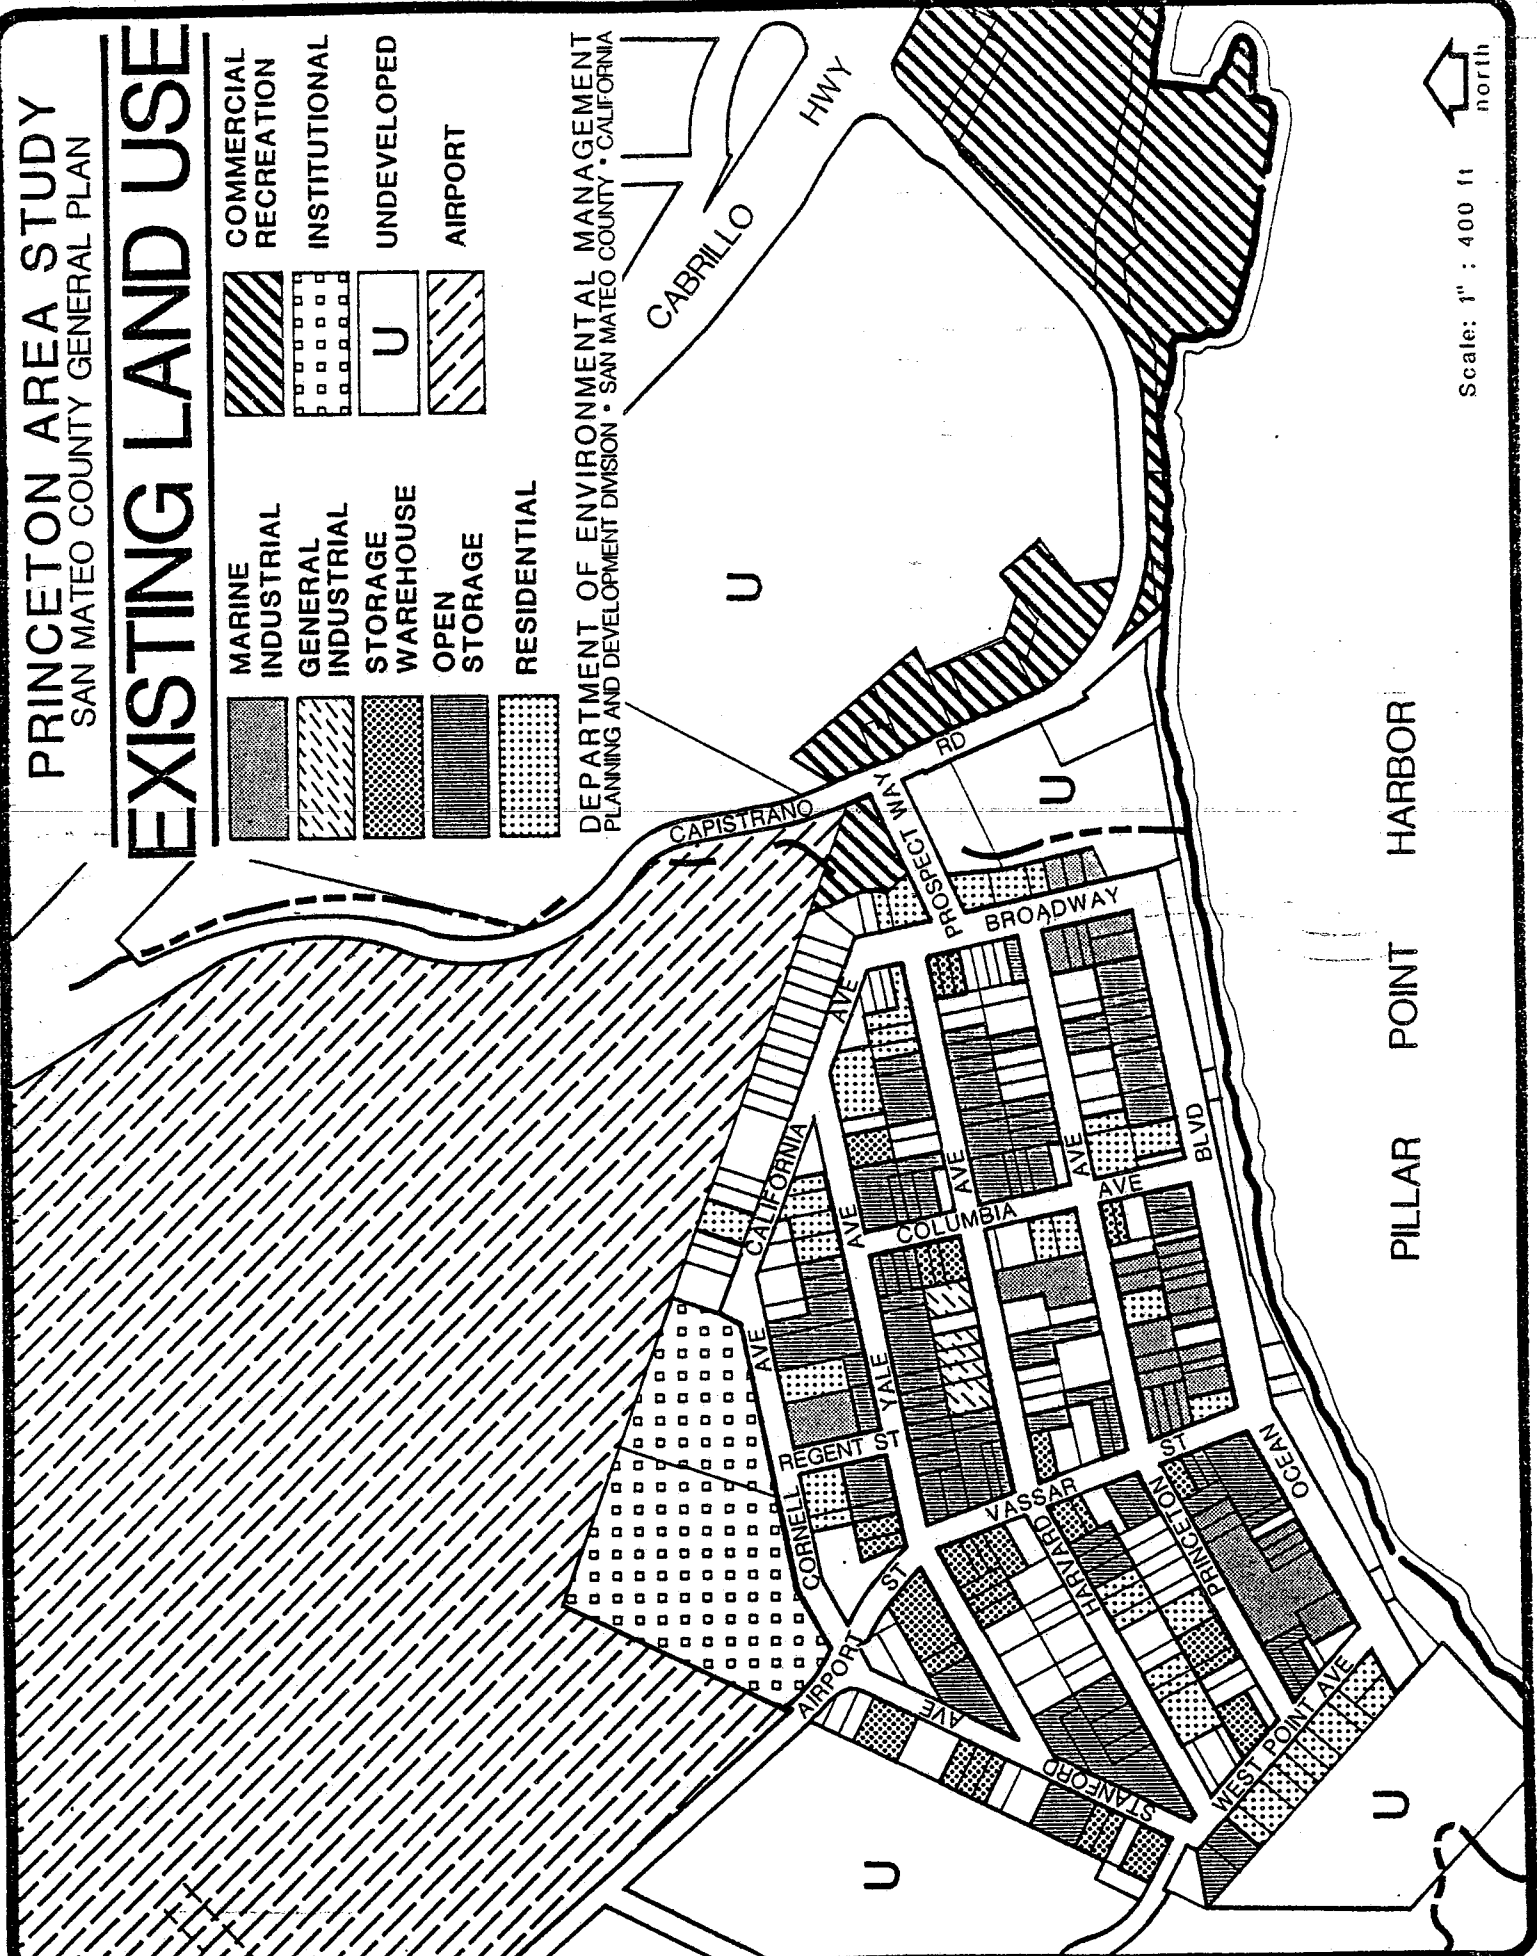 PRINCETON AREA STUDY
SAN MATEO COUNTY GENERAL PLAN
EXISTING LAND USE
MARINE
INDUSTRIAL
GENERAL
INDUSTRIAL
STORAGE
WAREHOUSE
OPEN
STORAGE
RESIDENTIAL
COMMERCIAL
RECREATION
INSTITUTIONAL
U
UNDEVELOPED
AIRPORT
DEPARTMENT OF ENVIRONMENTAL MANAGEMENT
PLANNING AND DEVELOPMENT DIVISION • SAN MATEO COUNTY • CALIFORNIA
CABRILLO
HWY
U
CAPISTRANO
RD
PROSPECT WAY
U
BROADWAY
CALIFORNIA
AVE
AVE
AVE
AVE
COLUMBIA
AVE
BLVD
AVE
YALE
REGENT ST
CORNELL
VASSAR
ST
OCEAN
HARVARD
PRINCETON
AIRPORT
ST
STANFORD
AVE
WEST POINT AVE
U
U
PILLAR POINT HARBOR
Scale: 1" : 400 ft
north